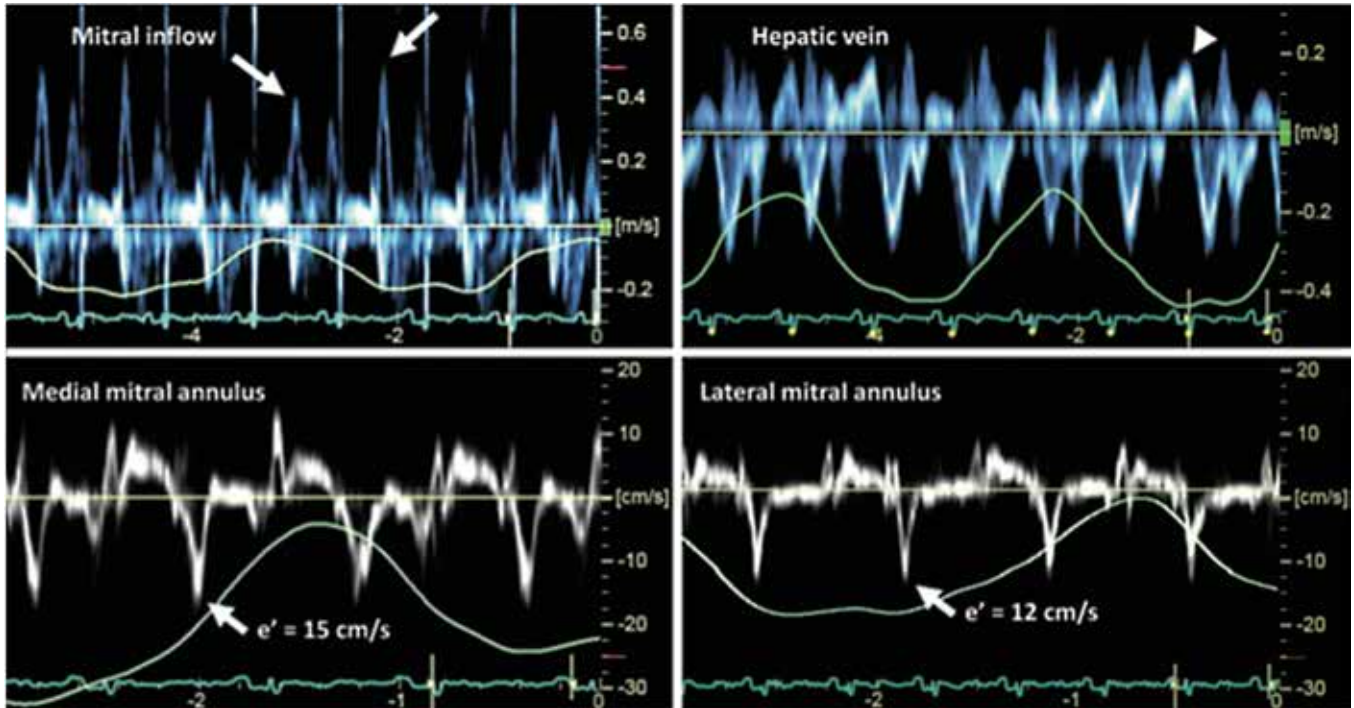 Mitral inflow
0.6
0.4
0.2
[m/s]
-0.2
-4
-2
0
Hepatic vein
0.2
[m/s]
-0.2
-0.4
-2
0
Medial mitral annulus
20
10
[cm/s]
-10
-20
-30
e' = 15 cm/s
-2
-1
0
Lateral mitral annulus
20
10
[cm/s]
-10
-20
-30
e' = 12 cm/s
-2
-1
0